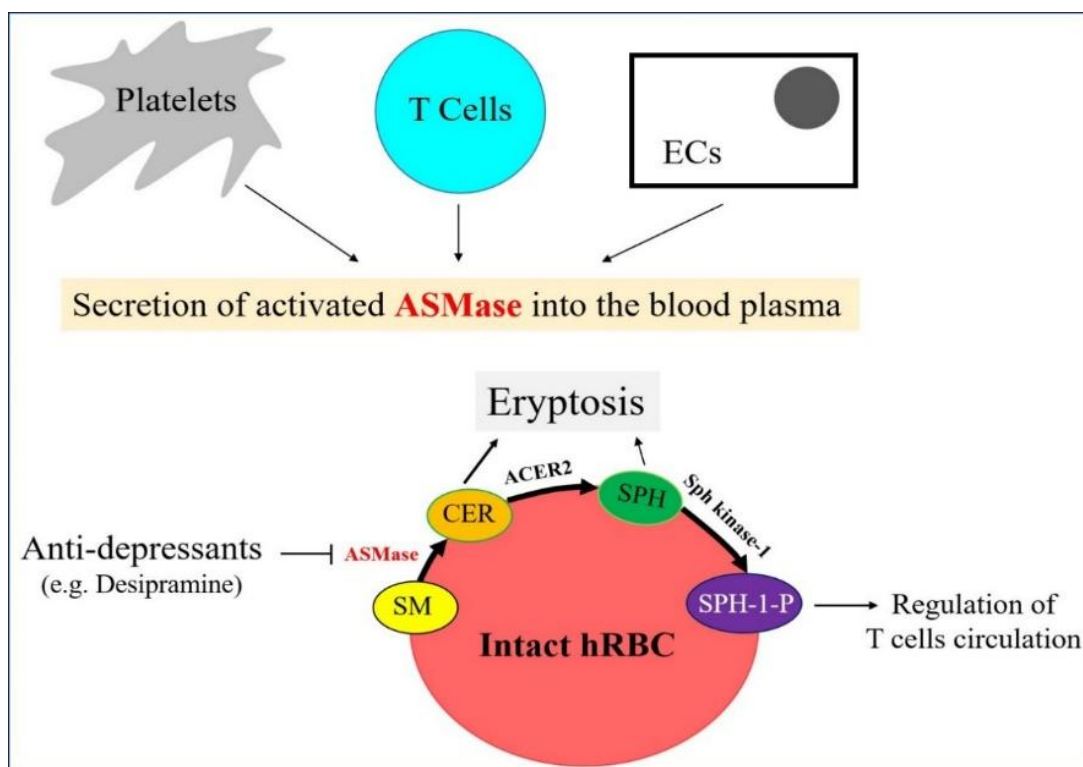 Platelets
T Cells
ECs
Secretion of activated ASMase into the blood plasma
Eryptosis
ACER2
SPH
Sph kinase-1
CER
Anti-depressants
(e.g. Desipramine)
ASMase
SM
SPH-1-P
Regulation of
T cells circulation
Intact hRBC